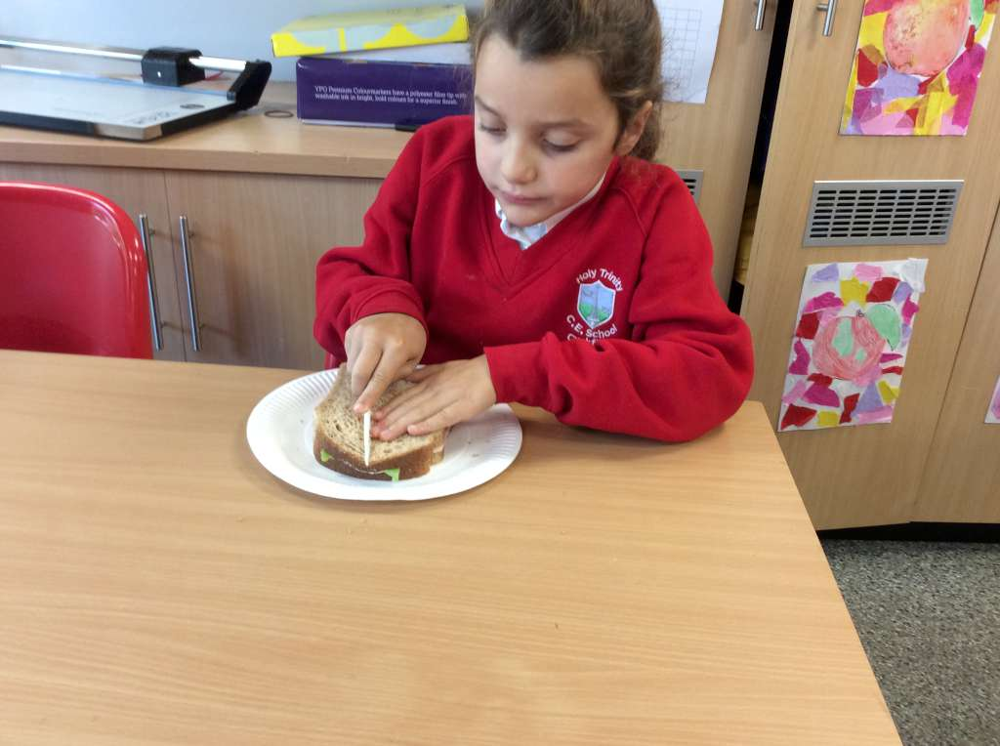 YPO Premium Colourmarkers have a polyester fibre tip with
washable ink in bright, bold colours for a superior finish.
Holy Trinity
C.E. School